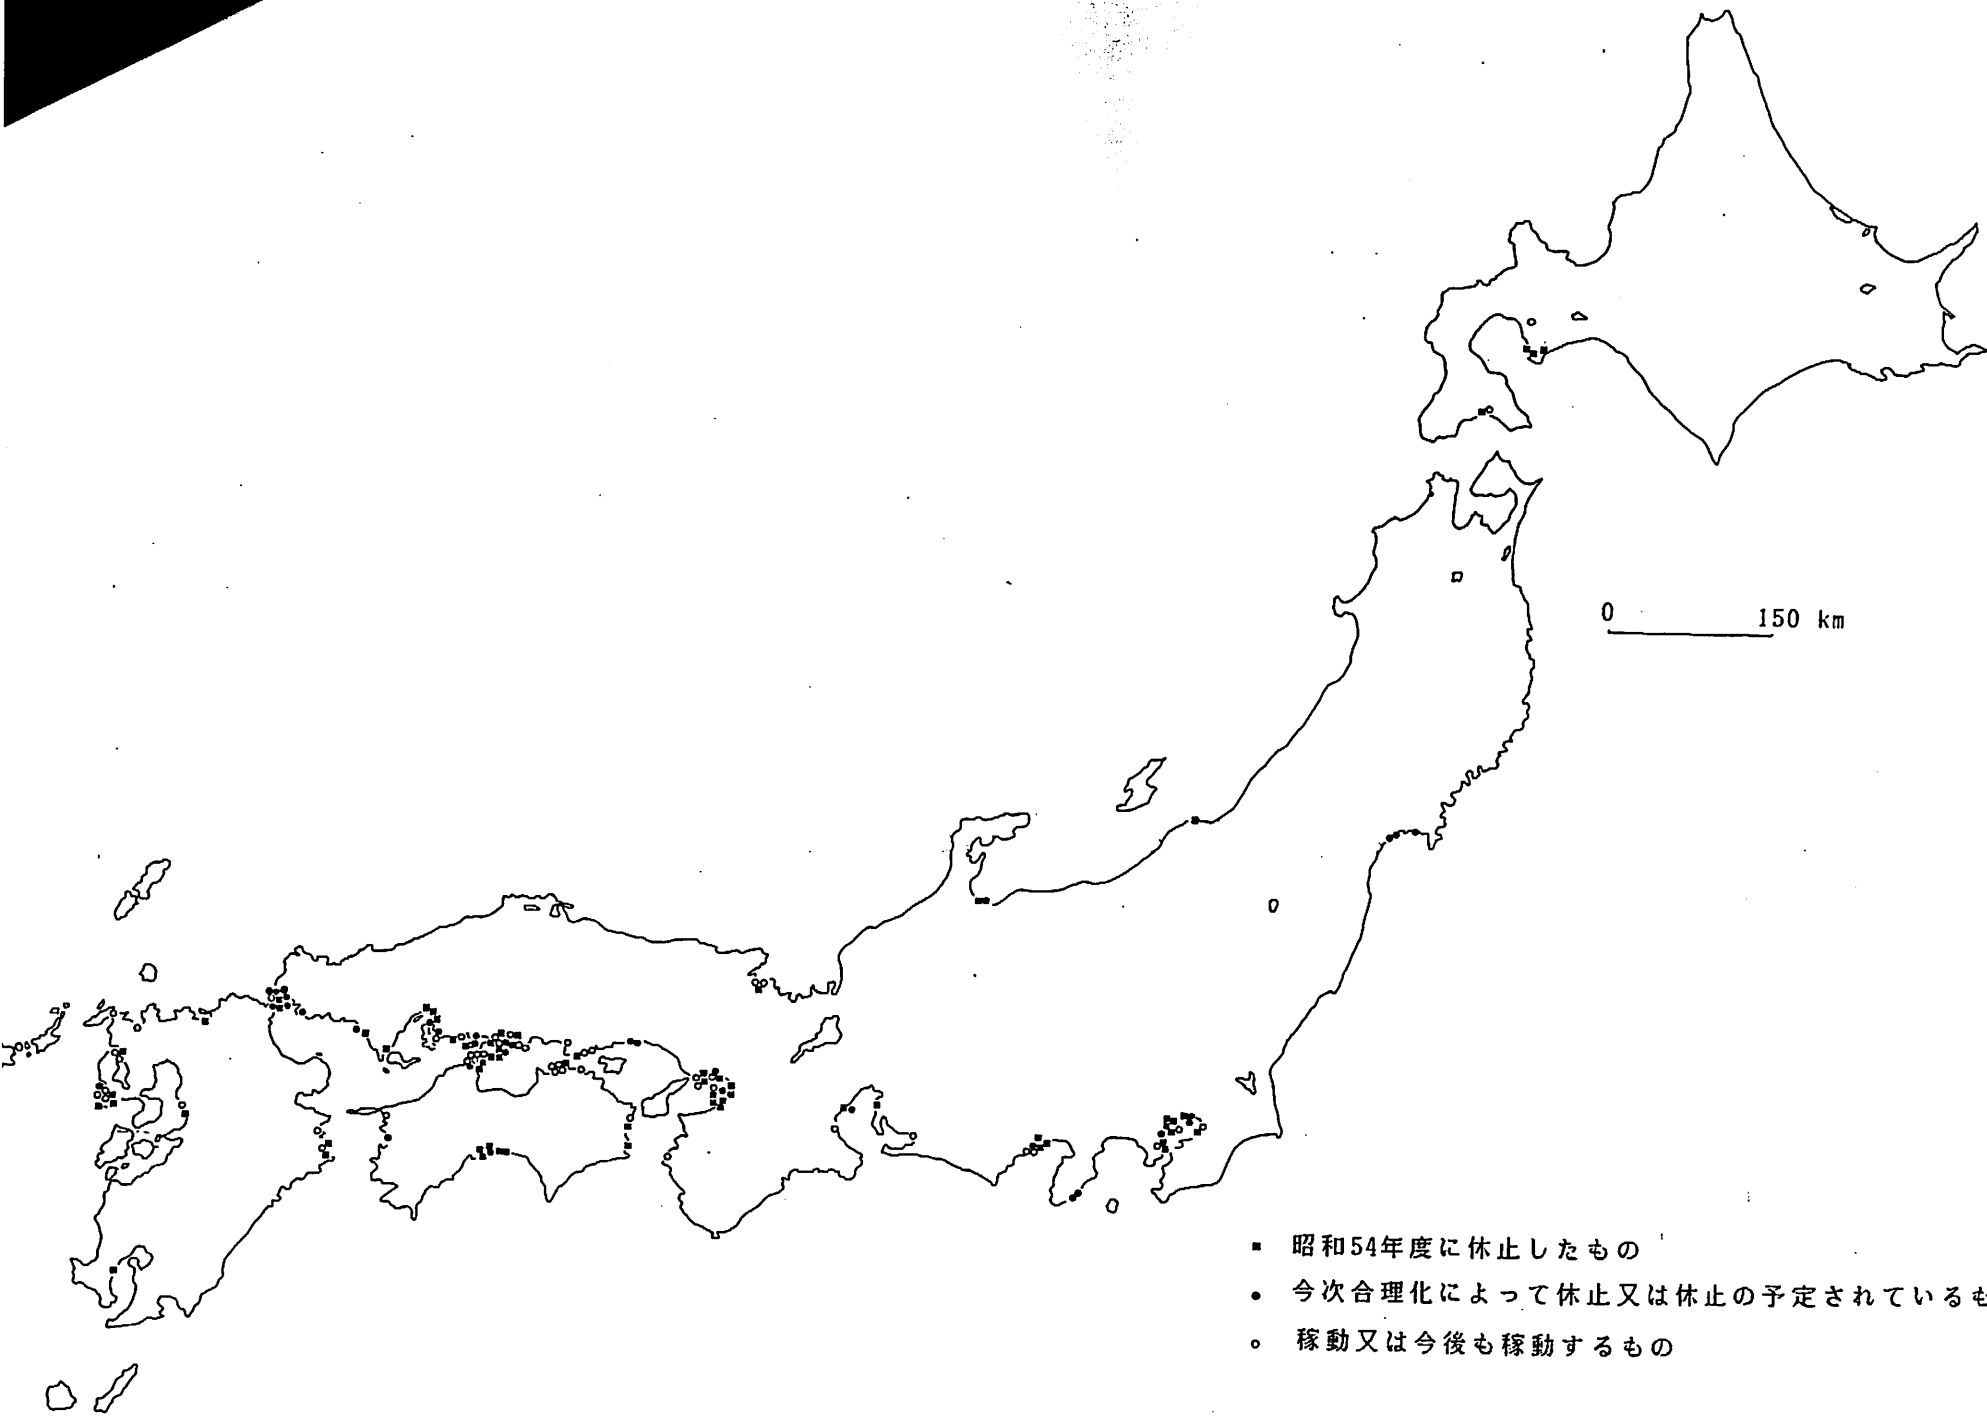 0 150 km
■ 昭和54年度に休止したもの
● 今次合理化によって休止又は休止の予定されているも
○ 稼動又は今後も稼動するもの